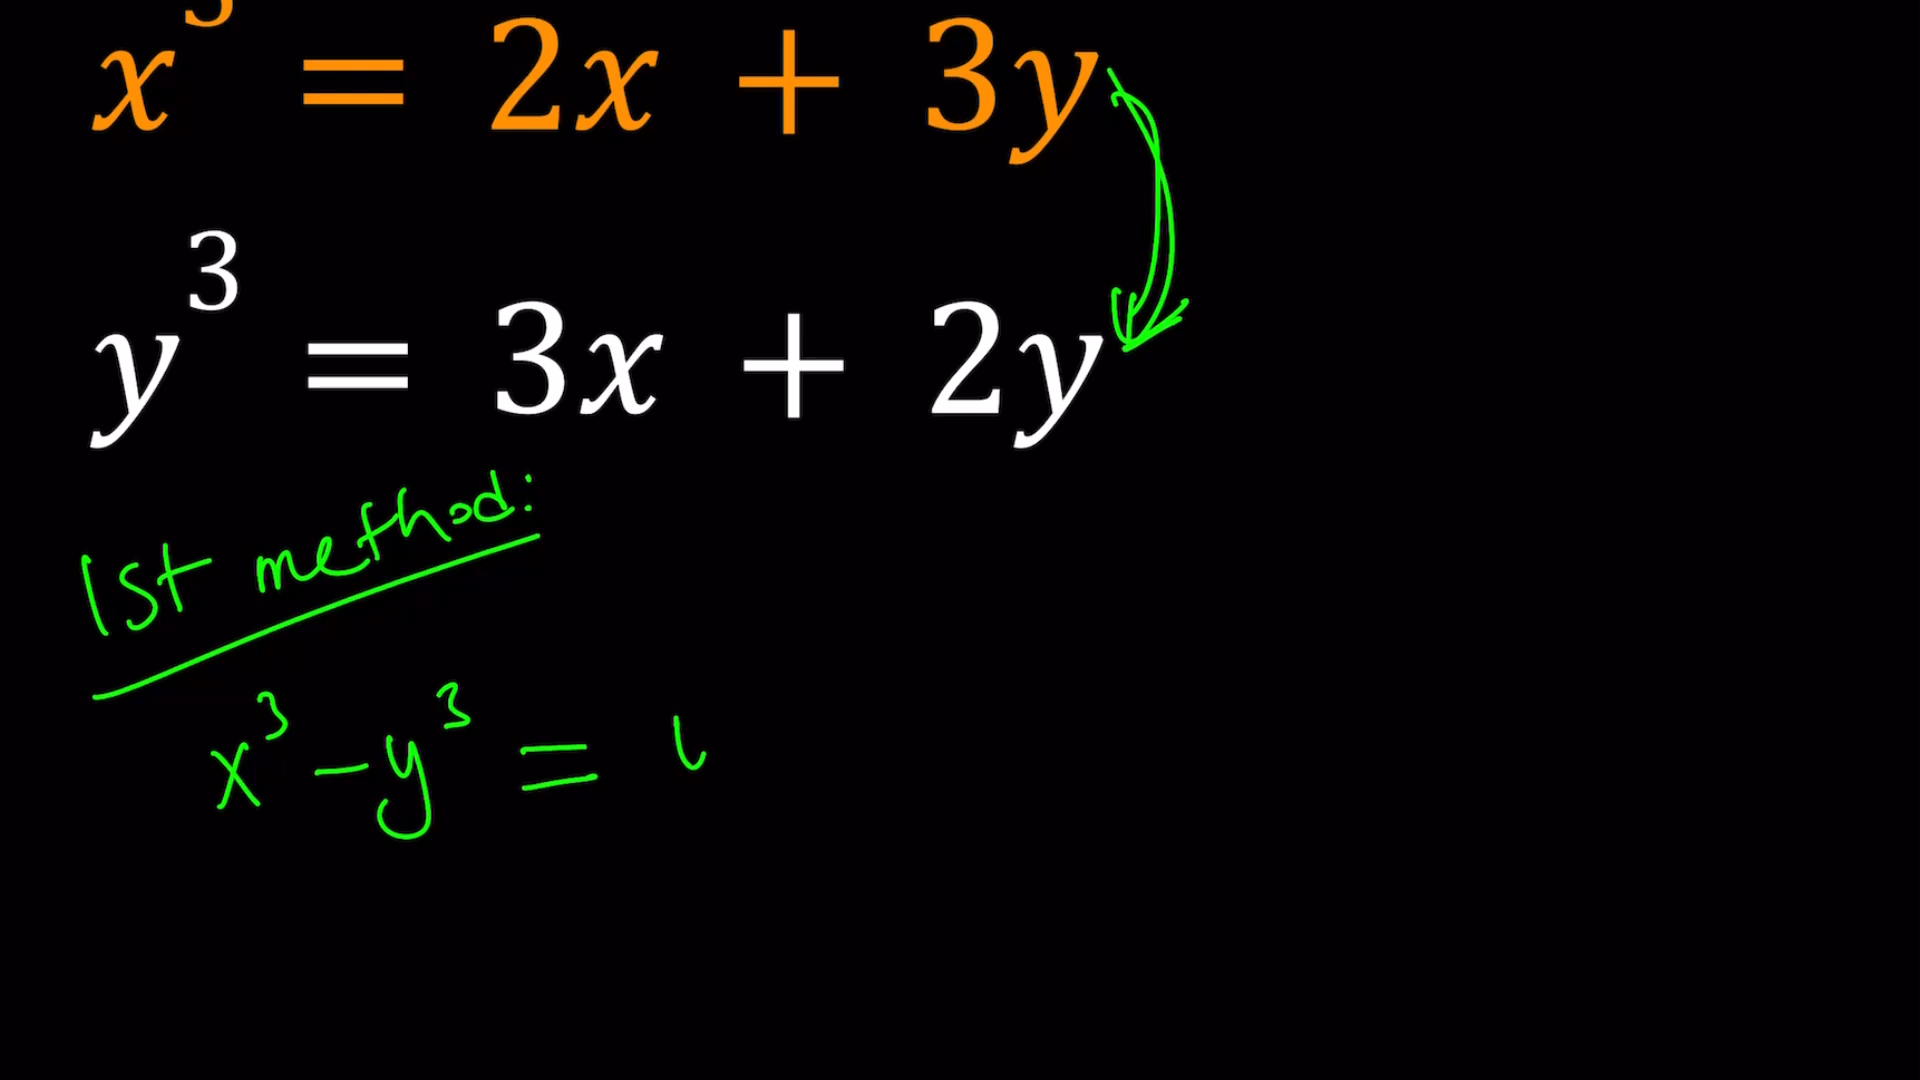 x³ = 2x + 3y
y³ = 3x + 2y
1st method:
x³ - y³ =